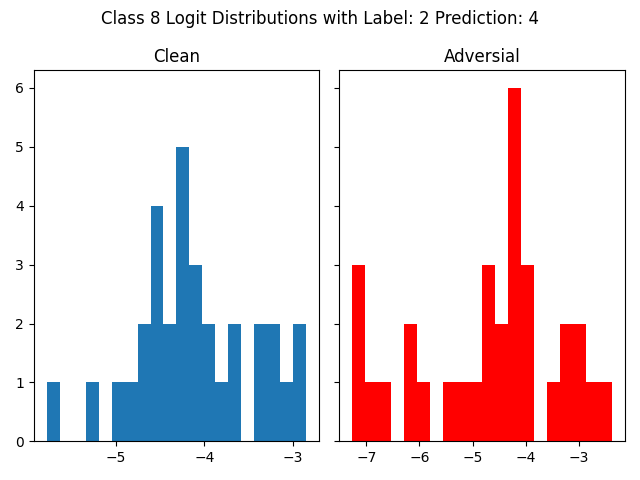 Class 8 Logit Distributions with Label: 2 Prediction: 4
Clean
Adversial
6
5
4
3
2
1
0
−5 −4 −3
−7 −6 −5 −4 −3